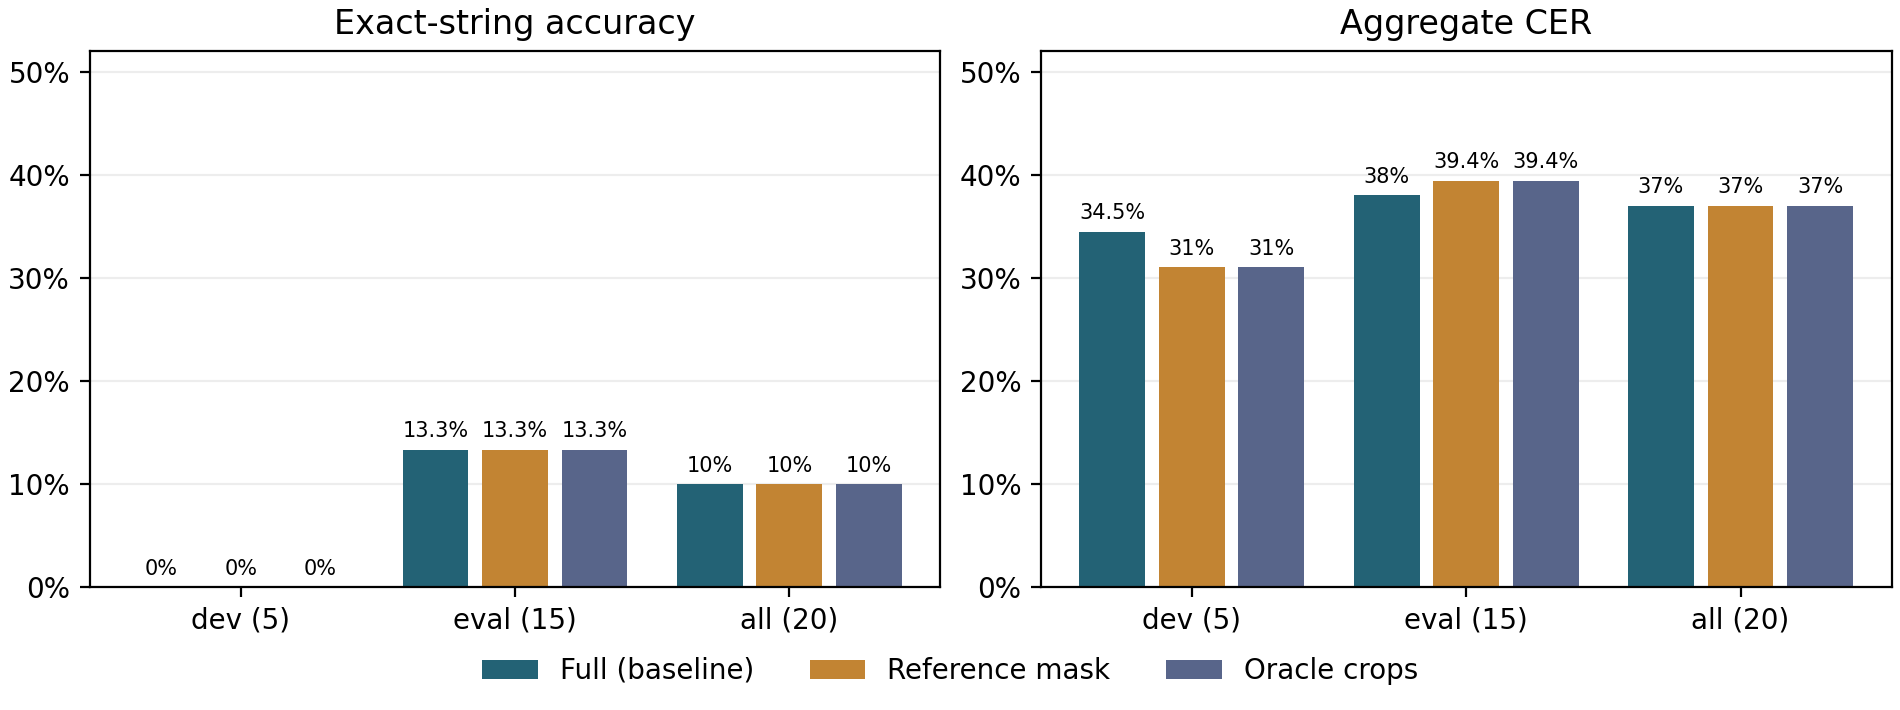 Exact-string accuracy
50%
40%
30%
20%
10%
0%
0% 0% 0%
13.3% 13.3% 13.3%
10% 10% 10%
dev (5) eval (15) all (20)
Aggregate CER
50%
40%
30%
20%
10%
0%
34.5% 31% 31%
38% 39.4% 39.4%
37% 37% 37%
dev (5) eval (15) all (20)
Full (baseline) Reference mask Oracle crops